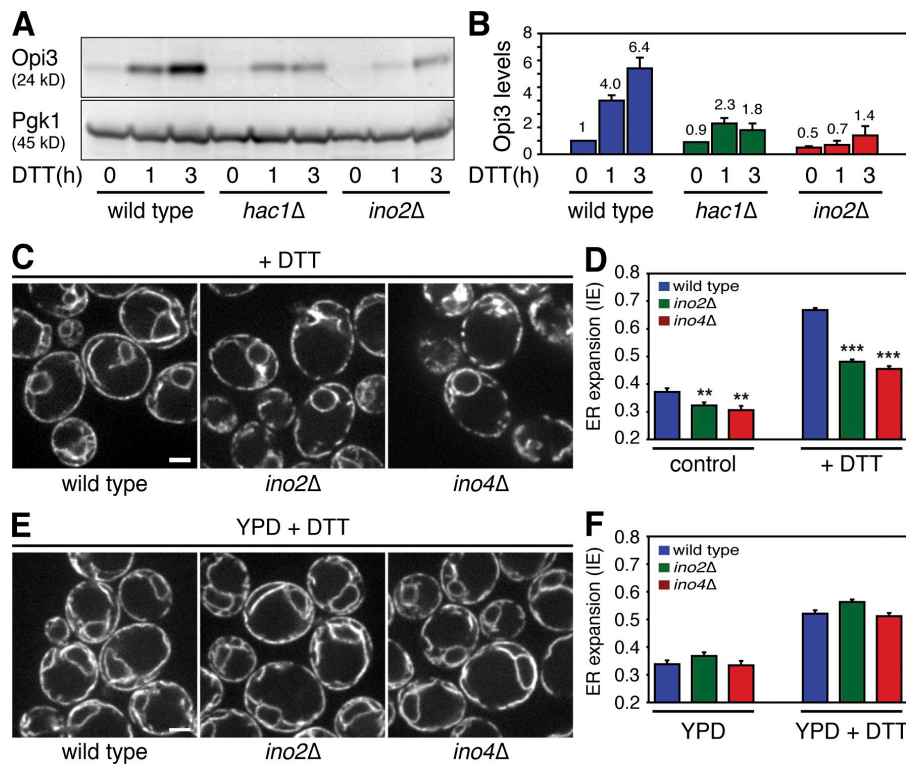 A
Opi3
(24 kD)
Pgk1
(45 kD)
DTT(h) 0 1 3 0 1 3 0 1 3
wild type hac1Δ ino2Δ
B
Opi3 levels
8
6
4
2
0
1 4.0 6.4 0.9 2.3 1.8 0.5 0.7 1.4
DTT(h) 0 1 3 0 1 3 0 1 3
wild type hac1Δ ino2Δ
C
+ DTT
wild type ino2Δ ino4Δ
D
ER expansion (IE)
0.8
0.7
0.6
0.5
0.4
0.3
0.2
wild type
ino2Δ
ino4Δ
** ** *** ***
control + DTT
E
YPD + DTT
wild type ino2Δ ino4Δ
F
ER expansion (IE)
0.8
0.7
0.6
0.5
0.4
0.3
0.2
wild type
ino2Δ
ino4Δ
YPD YPD + DTT